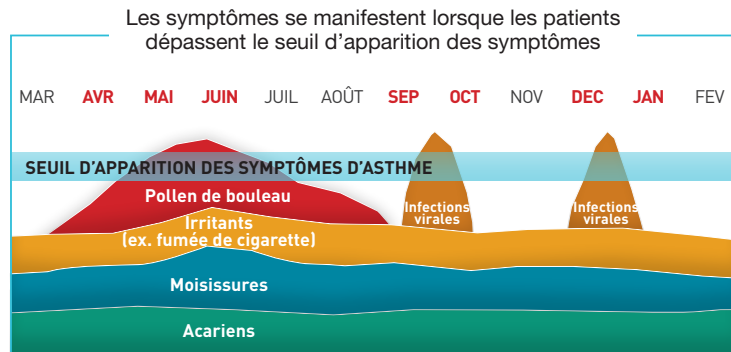 Les symptômes se manifestent lorsque les patients
dépassent le seuil d’apparition des symptômes
MAR AVR MAI JUIN JUIL AOÛT SEP OCT NOV DEC JAN FEV
SEUIL D’APPARITION DES SYMPTÔMES D’ASTHME
Pollen de bouleau
Infections
virales
Infections
virales
Irritants
(ex. fumée de cigarette)
Moisissures
Acariens